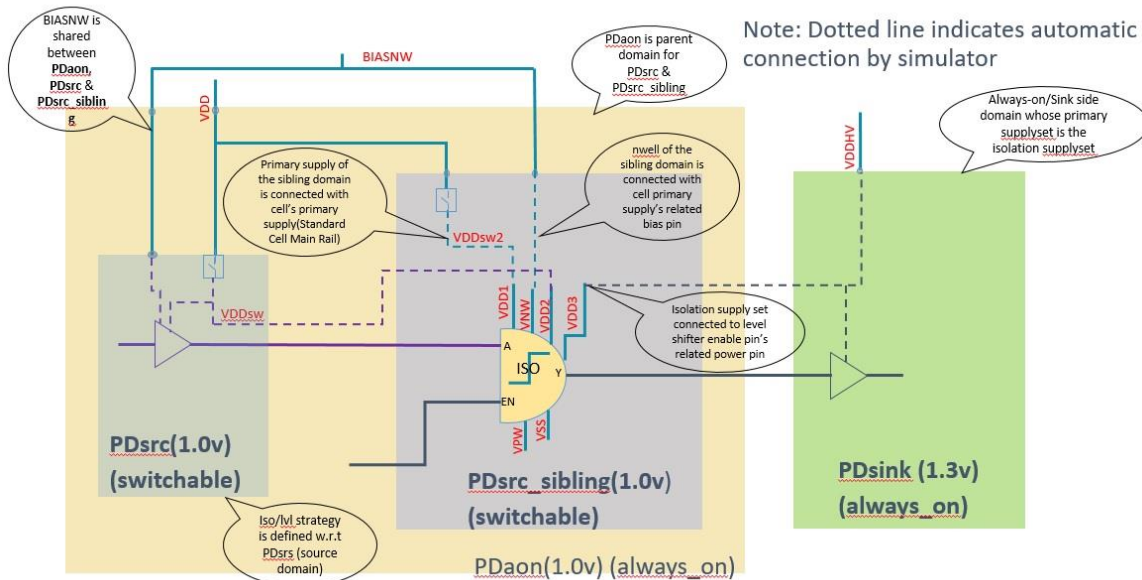 BIASNW is
shared
between
PDaon,
PDsrc &
PDsrc_siblin
g
BIASNW
VDD
PDaon is parent
domain for
PDsrc &
PDsrc_sibling
Note: Dotted line indicates automatic
connection by simulator
Always-on/Sink side
domain whose primary
supplyset is the
isolation supplyset
VDDHV
Primary supply of
the sibling domain
is connected with
cell's primary
supply(Standard
Cell Main Rail)
nwell of the
sibling domain is
connected with
cell primary
supply's related
bias pin
VDDsw2
VDDsw
VDD1
VNW
VDD2
VDD3
Isolation supply set
connected to level
shifter enable pin's
related power pin
A
ISO
Y
EN
VPW
VSS
PDsrc(1.0v)
(switchable)
PDsrc_sibling(1.0v)
(switchable)
PDsink (1.3v)
(always_on)
Iso/lvl strategy
is defined w.r.t
PDsrs (source
domain)
PDaon(1.0v) (always_on)